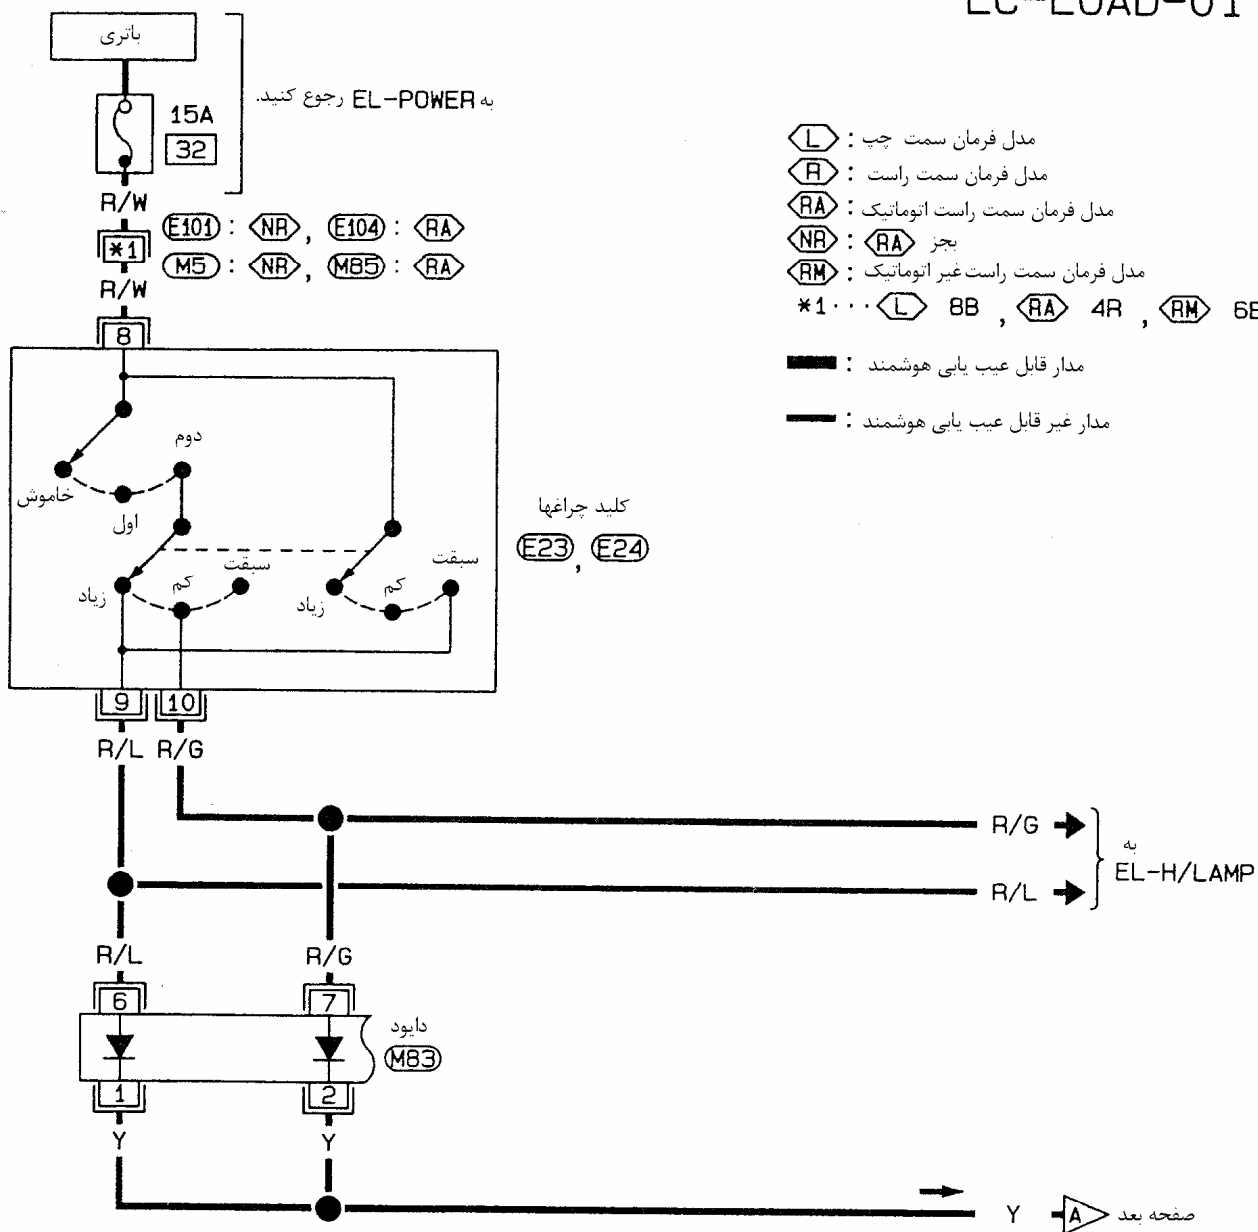 EC-LOAD-01
باتری
به EL-POWER رجوع کنید.
15A
32
R/W
E101 : NR , E104 : RA
*1
M5 : NR , M85 : RA
R/W
8
L : مدل فرمان سمت چپ
R : مدل فرمان سمت راست
RA : مدل فرمان سمت راست اتوماتیک
NR : RA بجز
RM : مدل فرمان سمت راست غیر اتوماتیک
*1 ··· L 8B , RA 4R , RM
: مدار قابل عیب یابی هوشمند
: مدار غیر قابل عیب یابی هوشمند
دوم
خاموش
اول
کلید چراغها
E23 , E24
سبقت
کم
زیاد
سبقت
کم
زیاد
9 10
R/L R/G
R/G
به
EL-H/LAMP
R/L
R/L R/G
6 7
دایود
M83
1 2
Y Y
Y A صفحه بعد